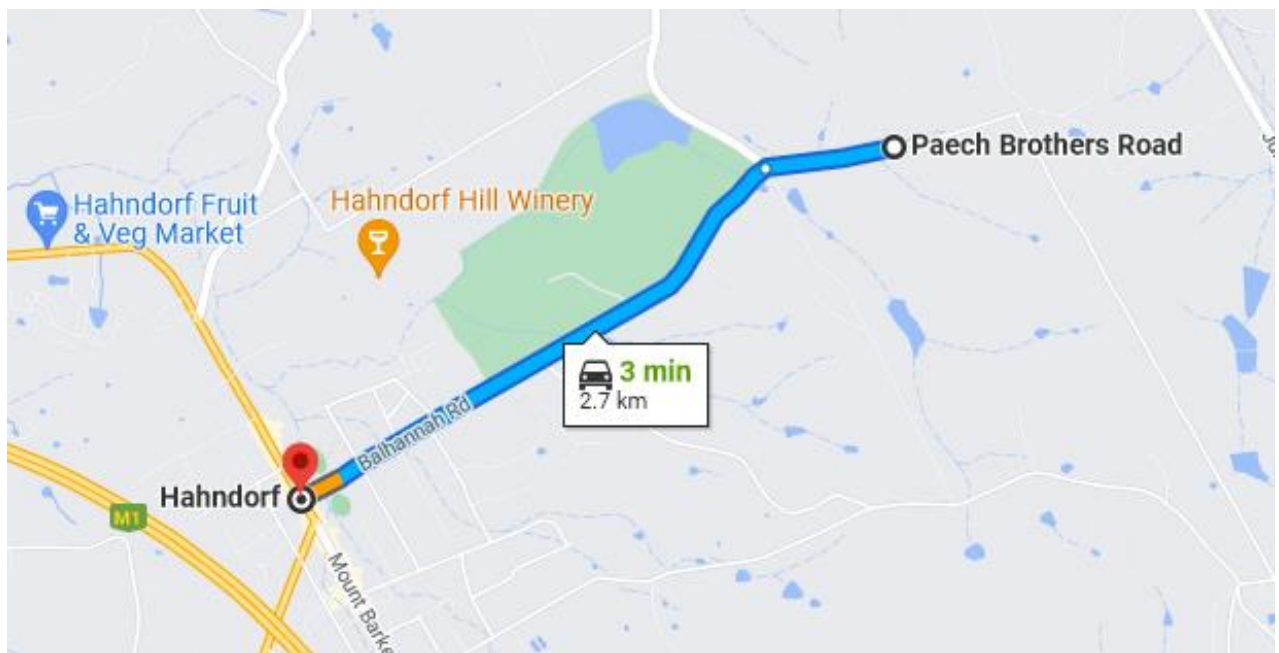 Paech Brothers Road
Hahndorf Hill Winery
Hahndorf Fruit
& Veg Market
3 min
2.7 km
Balhannah Rd
Hahndorf
M1
Mount Barke